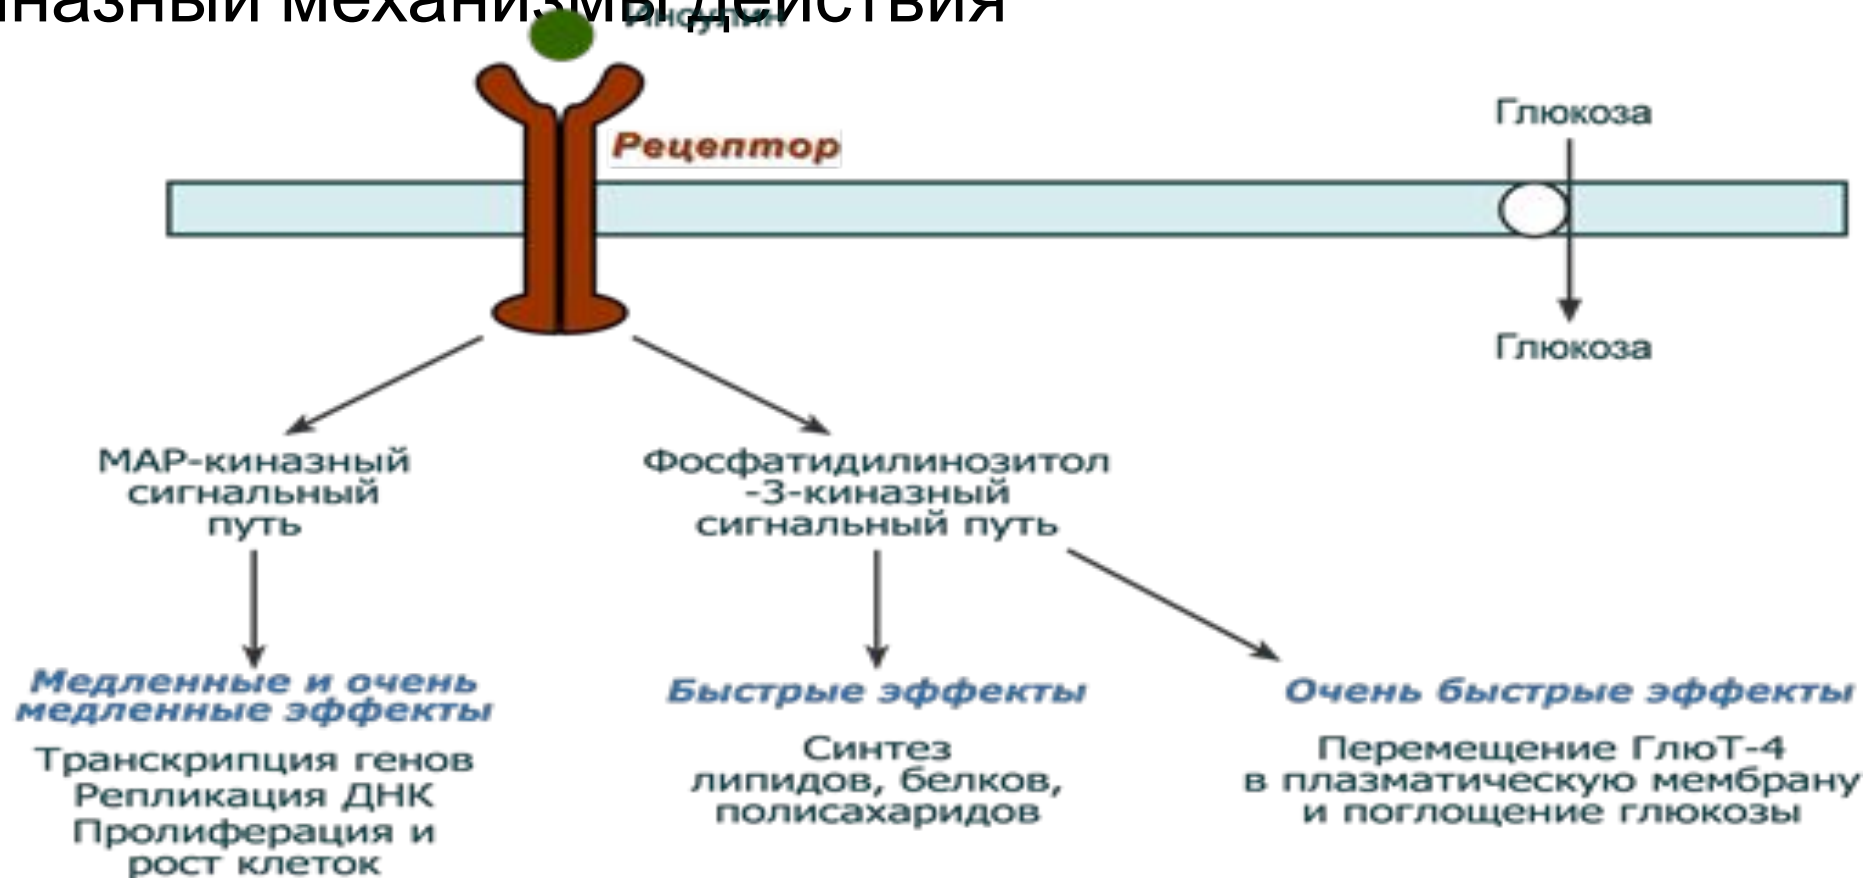 механизмы действия
Инсулин
Рецептор
Глюкоза
Глюкоза
МАР-киназный
сигнальный
путь
Фосфатидилинозитол
-3-киназный
сигнальный путь
Медленные и очень
медленные эффекты
Транскрипция генов
Репликация ДНК
Пролиферация и
рост клеток
Быстрые эффекты
Синтез
липидов, белков,
полисахаридов
Очень быстрые эффекты
Перемещение ГлюТ-4
в плазматическую мембрану
и поглощение глюкозы